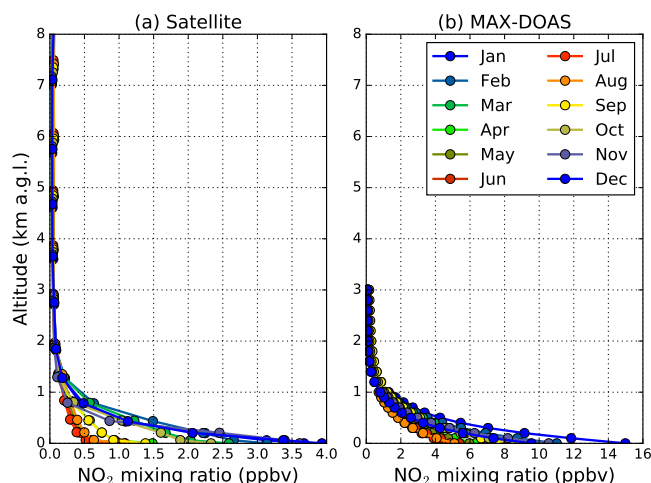 (a) Satellite
(b) MAX-DOAS
Altitude (km a.g.l.)
8
7
6
5
4
3
2
1
0
0.0 0.5 1.0 1.5 2.0 2.5 3.0 3.5 4.0
NO₂ mixing ratio (ppbv)
8
7
6
5
4
3
2
1
0
0 2 4 6 8 10 12 14 16
NO₂ mixing ratio (ppbv)
Jan
Feb
Mar
Apr
May
Jun
Jul
Aug
Sep
Oct
Nov
Dec